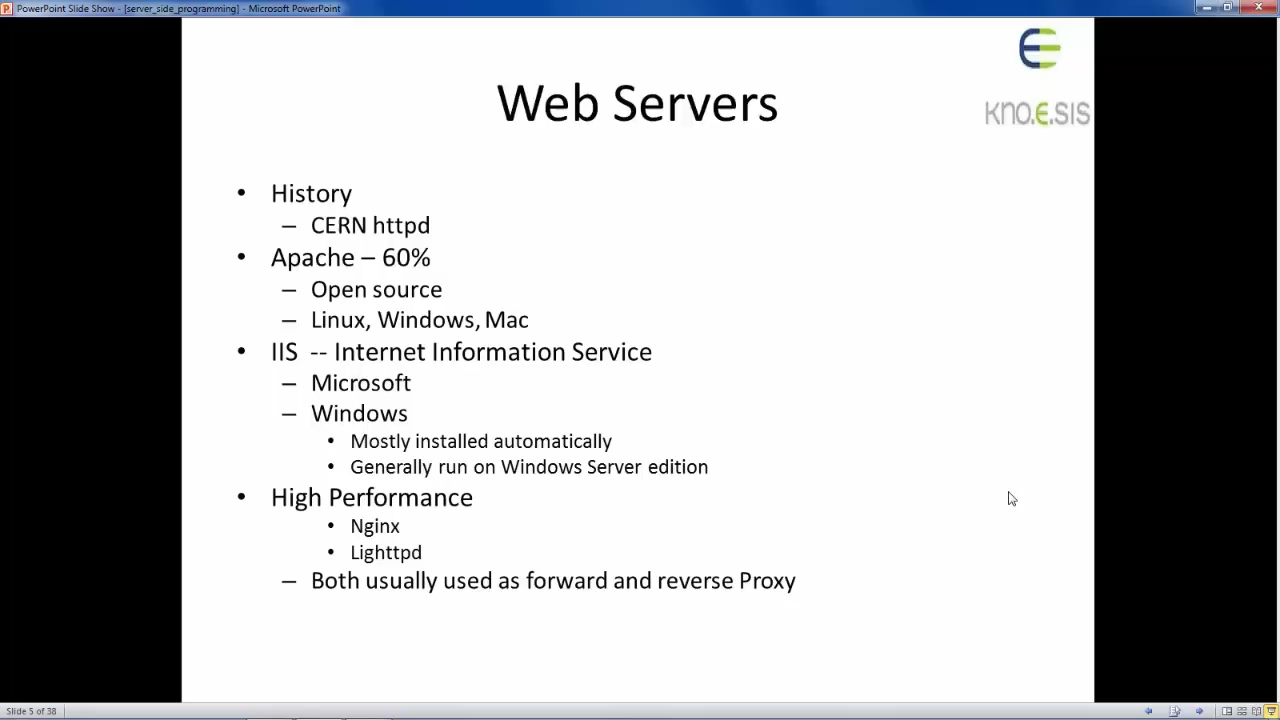 PowerPoint Slide Show - [server_side_programming] - Microsoft PowerPoint
KNO.E.SIS
Web Servers
• History
– CERN httpd
• Apache – 60%
– Open source
– Linux, Windows, Mac
• IIS -- Internet Information Service
– Microsoft
– Windows
• Mostly installed automatically
• Generally run on Windows Server edition
• High Performance
• Nginx
• Lighttpd
– Both usually used as forward and reverse Proxy
Slide 5 of 38